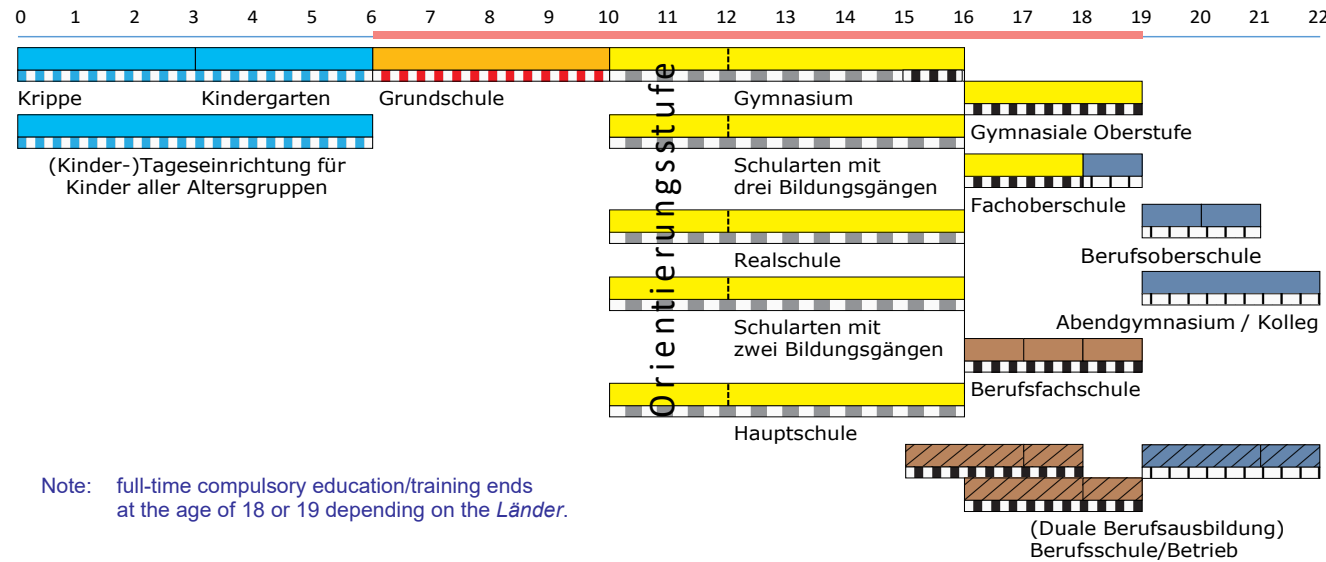 0 1 2 3 4 5 6 7 8 9 10 11 12 13 14 15 16 17 18 19 20 21 22
Krippe
Kindergarten
Grundschule
Gymnasium
Gymnasiale Oberstufe
(Kinder-)Tageseinrichtung für
Kinder aller Altersgruppen
Orientierungsstufe
Schularten mit
drei Bildungsgängen
Fachoberschule
Realschule
Berufsoberschule
Schularten mit
zwei Bildungsgängen
Abendgymnasium / Kolleg
Berufsfachschule
Hauptschule
Note: full-time compulsory education/training ends
at the age of 18 or 19 depending on the Länder.
(Duale Berufsausbildung)
Berufsschule/Betrieb